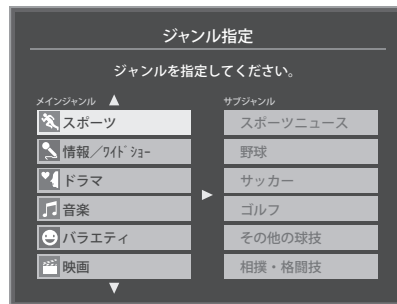 ジャンル指定
ジャンルを指定してください。
メインジャンル
スポーツ
情報／ﾜｲﾄﾞｼｮｰ
ドラマ
音楽
バラエティ
映画
サブジャンル
スポーツニュース
野球
サッカー
ゴルフ
その他の球技
相撲・格闘技